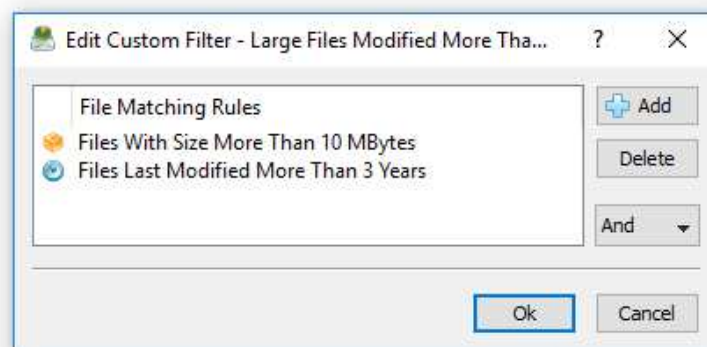 Edit Custom Filter - Large Files Modified More Tha... ?
File Matching Rules
Add
Files With Size More Than 10 MBytes
Files Last Modified More Than 3 Years
Delete
And
Ok
Cancel